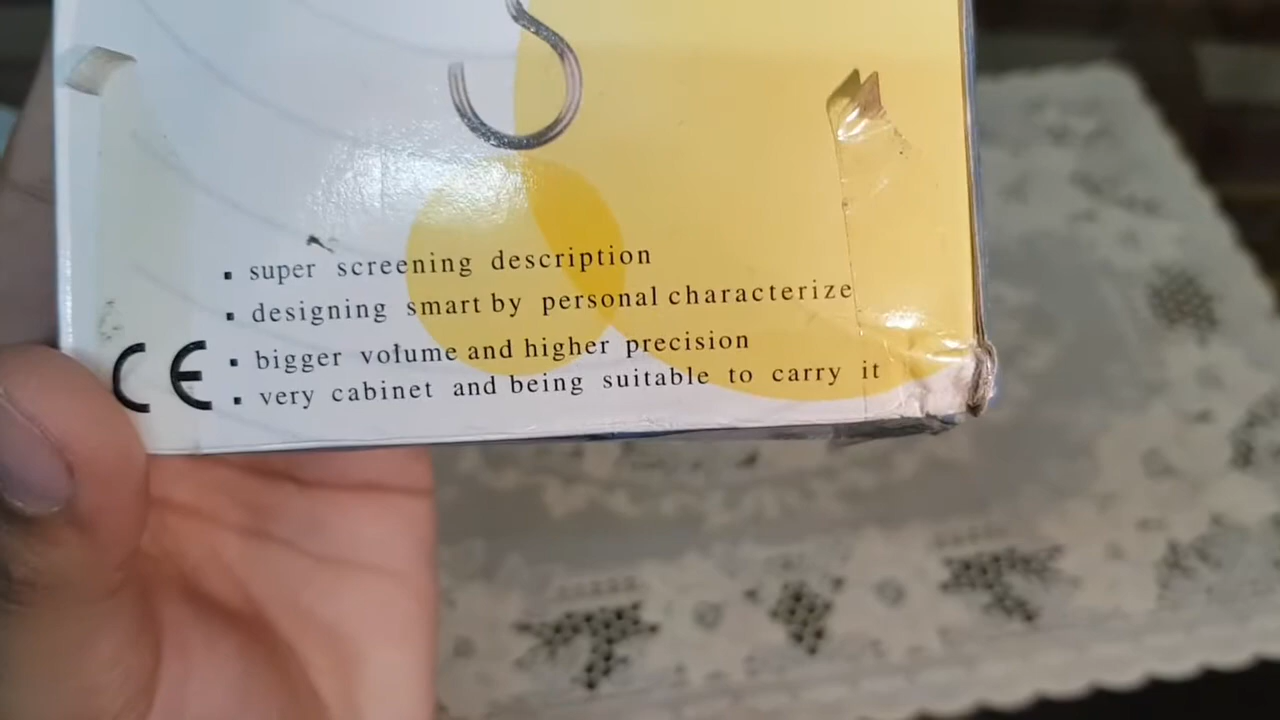 ▪ super screening description
▪ designing smart by personal characterize
▪ bigger volume and higher precision
▪ very cabinet and being suitable to carry it
CE